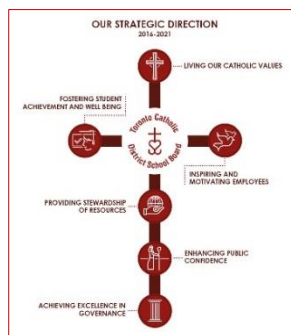 OUR STRATEGIC DIRECTION
2016-2021
LIVING OUR CATHOLIC VALUES
FOSTERING STUDENT
ACHIEVEMENT AND WELL BEING
Toronto Catholic
District School Board
INSPIRING AND
MOTIVATING EMPLOYEES
PROVIDING STEWARDSHIP
OF RESOURCES
ENHANCING PUBLIC
CONFIDENCE
ACHIEVING EXCELLENCE IN
GOVERNANCE